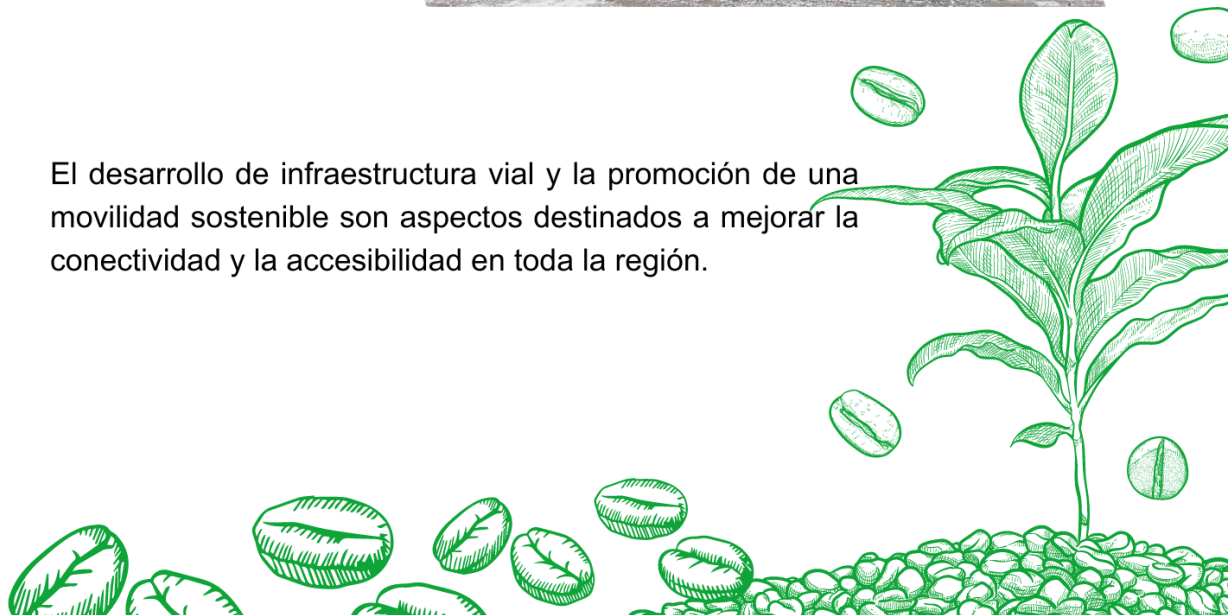 El desarrollo de infraestructura vial y la promoción de una
movilidad sostenible son aspectos destinados a mejorar la
conectividad y la accesibilidad en toda la región.